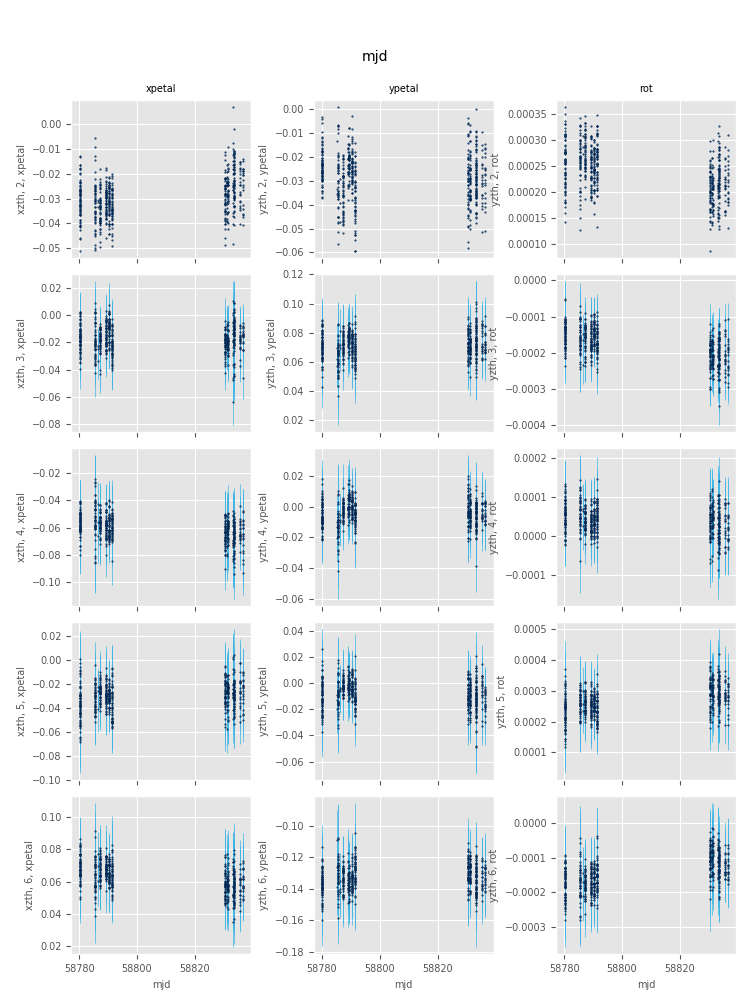 mjd
xpetal ypetal rot
0.00 −0.01 −0.02 −0.03 −0.04 −0.05 xzth, 2, xpetal
0.00 −0.01 −0.02 −0.03 −0.04 −0.05 −0.06 yzth, 2, ypetal
0.00035 0.00030 0.00025 0.00020 0.00015 0.00010 yzth, 2, rot
0.02 0.00 −0.02 −0.04 −0.06 −0.08 xzth, 3, xpetal
0.12 0.10 0.08 0.06 0.04 0.02 yzth, 3, ypetal
0.0000 −0.0001 −0.0002 −0.0003 −0.0004 yzth, 3, rot
−0.02 −0.04 −0.06 −0.08 −0.10 xzth, 4, xpetal
0.02 0.00 −0.02 −0.04 −0.06 yzth, 4, ypetal
0.0002 0.0001 0.0000 −0.0001 yzth, 4, rot
0.02 0.00 −0.02 −0.04 −0.06 −0.08 −0.10 xzth, 5, xpetal
0.04 0.02 0.00 −0.02 −0.04 −0.06 yzth, 5, ypetal
0.0005 0.0004 0.0003 0.0002 0.0001 yzth, 5, rot
0.10 0.08 0.06 0.04 0.02 xzth, 6, xpetal
−0.10 −0.12 −0.14 −0.16 −0.18 yzth, 6, ypetal
0.0000 −0.0001 −0.0002 −0.0003 yzth, 6, rot
58780 58800 58820 58780 58800 58820 58780 58800 58820
mjd mjd mjd